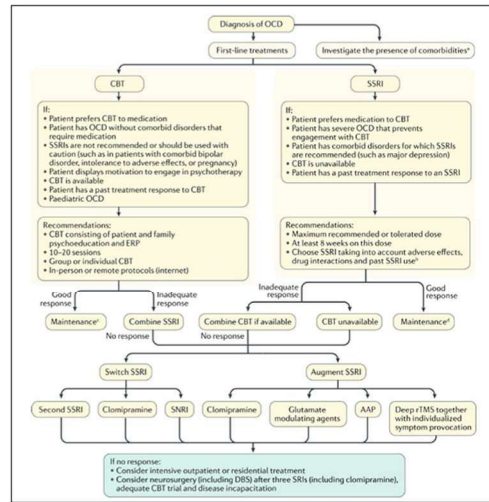 Diagnosis of OCD
First-line treatments
Investigate the presence of comorbiditiesᵃ
CBT
If:
• Patient prefers CBT to medication
• Patient has OCD without comorbid disorders that
require medication
• SSRIs are not recommended or should be used with
caution (such as in patients with comorbid bipolar
disorder, intolerance to adverse effects, or pregnancy)
• Patient displays motivation to engage in psychotherapy
• CBT is available
• Patient has a past treatment response to CBT
• Paediatric OCD
Recommendations:
• CBT consisting of patient and family
psychoeducation and ERP
• 10–20 sessions
• Group or individual CBT
• In-person or remote protocols (internet)
SSRI
If:
• Patient prefers medication to CBT
• Patient has severe OCD that prevents
engagement with CBT
• Patient has comorbid disorders for which SSRIs
are recommended (such as major depression)
• CBT is unavailable
• Patient has a past treatment response to an SSRI
Recommendations:
• Maximum recommended or tolerated dose
• At least 8 weeks on this dose
• Choose SSRI taking into account adverse effects,
drug interactions and past SSRI useᵇ
Good
response
Inadequate
response
Inadequate
response
Good
response
Maintenanceᶜ
Combine SSRI
Combine CBT if available
CBT unavailable
Maintenanceᵈ
No response
No response
Switch SSRI
Augment SSRI
Second SSRI
Clomipramine
SNRI
Clomipramine
Glutamate
modulating agents
AAP
Deep rTMS together
with individualized
symptom provocation
If no response:
• Consider intensive outpatient or residential treatment
• Consider neurosurgery (including DBS) after three SRIs (including clomipramine),
adequate CBT trial and disease incapacitation